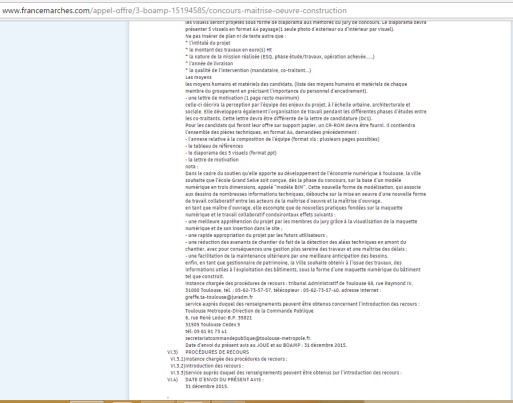 www.francemarches.com/appel-offre/3-boamp-15194585/concours-maitrise-oeuvre-construction
les visuels seront projetés sous forme de diaporama aux membres du jury de concours. Le diaporama devra
présenter 5 visuels en format A4 paysage(1 seule photo d'extérieur ou d'intérieur par visuel).
Ne pas insérer de plan ni de texte autre que :
* l'intitulé du projet
* le montant des travaux en euro(s) HT
* la nature de la mission réalisée (ESQ, phase étude/travaux, opération achevée.....)
* l'année de livraison
* la qualité de l'intervention (mandataire, co-traitant...)
Les moyens
les moyens humains et matériels des candidats, (liste des moyens humains et matériels de chaque
membre du groupement en précisant l'importance du personnel d'encadrement).
- une lettre de motivation (1 page recto maximum)
celle-ci décrira la perception par l'équipe des enjeux du projet, à l'échelle urbaine, architecturale et
sociale. Elle développera également l'organisation de travail pendant les différentes phases d'études entre
les co-traitants. Cette lettre devra être différente de la lettre de candidature (DC1).
Pour les candidats qui feront leur offre sur support papier, un CR-ROM devra être fourni. Il contiendra
l'ensemble des pièces techniques, en format A4, demandées précédemment :
- l'annexe relative à la composition de l'équipe (format xls : plusieurs pages possibles)
- le tableau de références
- le diaporama des 5 visuels (format ppt)
- la lettre de motivation
nota :
Dans le cadre du soutien qu'elle apporte au développement de l'économie numérique à Toulouse, la ville
souhaite que l'école Grand Selve soit conçue, dès la phase du concours, sur la base d'un modèle
numérique en trois dimensions, appelé "modèle BIM". Cette nouvelle forme de modélisation, qui associe
aux dessins de nombreuses informations techniques, débouche sur la mise en oeuvre d'une nouvelle forme
de travail collaboratif entre les acteurs de la maîtrise d'oeuvre et la maîtrise d'ouvrage.
en tant que maître d'ouvrage, elle escompte que de nouvelles pratiques fondées sur la maquette
numérique et le travail collaboratif conduiront aux effets suivants :
- une meilleure appréhension du projet par les membres du jury grâce à la visualisation de la maquette
numérique et de son insertion dans le site ;
- une rapide appropriation du projet par les futurs utilisateurs ;
- une réduction des avenants de chantier du fait de la détection des aléas techniques en amont du
chantier, avec pour conséquences une gestion plus sereine des travaux et une maîtrise des délais ;
- une facilitation de la maintenance ultérieure par une meilleure anticipation des besoins.
enfin, en tant que gestionnaire de patrimoine, la Ville souhaite obtenir à l'issue des travaux, des
informations utiles à l'exploitation des bâtiments, sous la forme d'une maquette numérique du bâtiment
tel que construit.
Instance chargée des procédures de recours : tribunal Administratif de Toulouse 68, rue Raymond IV,
31000 Toulouse, tél. : 05-62-73-57-57, télécopieur : 05-62-73-57-40, adresse internet :
greffe.ta-toulouse@juradm.fr
service auprès duquel des renseignements peuvent être obtenus concernant l'introduction des recours :
Toulouse Metropole-Direction de la Commande Publique
6, rue René Leduc-B.P. 35821
31505 Toulouse Cedex 5
tél: 05 61 91 73 41
secretariatcommandepublique@toulouse-metropole.fr.
Date d'envoi du présent avis au JOUE et au BOAMP : 31 décembre 2015.
VI.3) PROCÉDURES DE RECOURS
VI.3.1)Instance chargée des procédures de recours :
VI.3.2)Introduction des recours :
VI.3.3)Service auprès duquel des renseignements peuvent être obtenus sur l'introduction des recours :
VI.4) DATE D'ENVOI DU PRÉSENT AVIS :
31 décembre 2015.